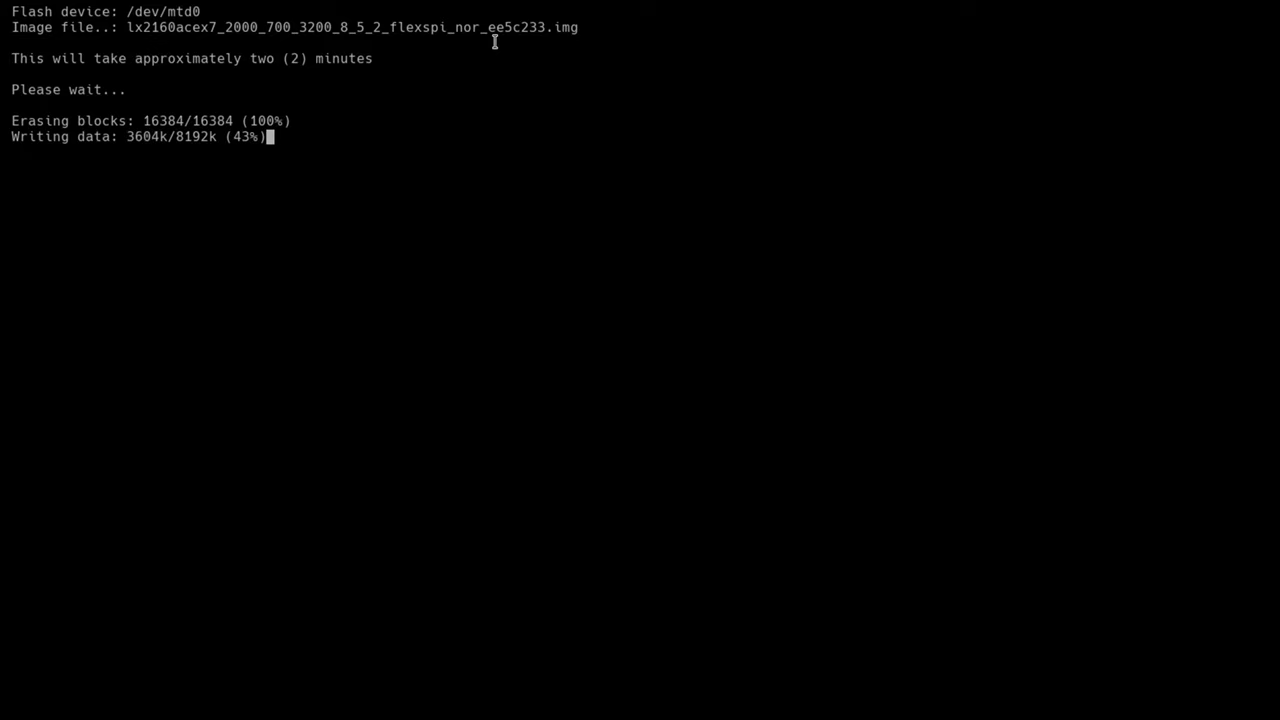 Flash device: /dev/mtd0
Image file..: lx2160acex7_2000_700_3200_8_5_2_flexspi_nor_ee5c233.img
This will take approximately two (2) minutes
Please wait...
Erasing blocks: 16384/16384 (100%)
Writing data: 3604k/8192k (43%)